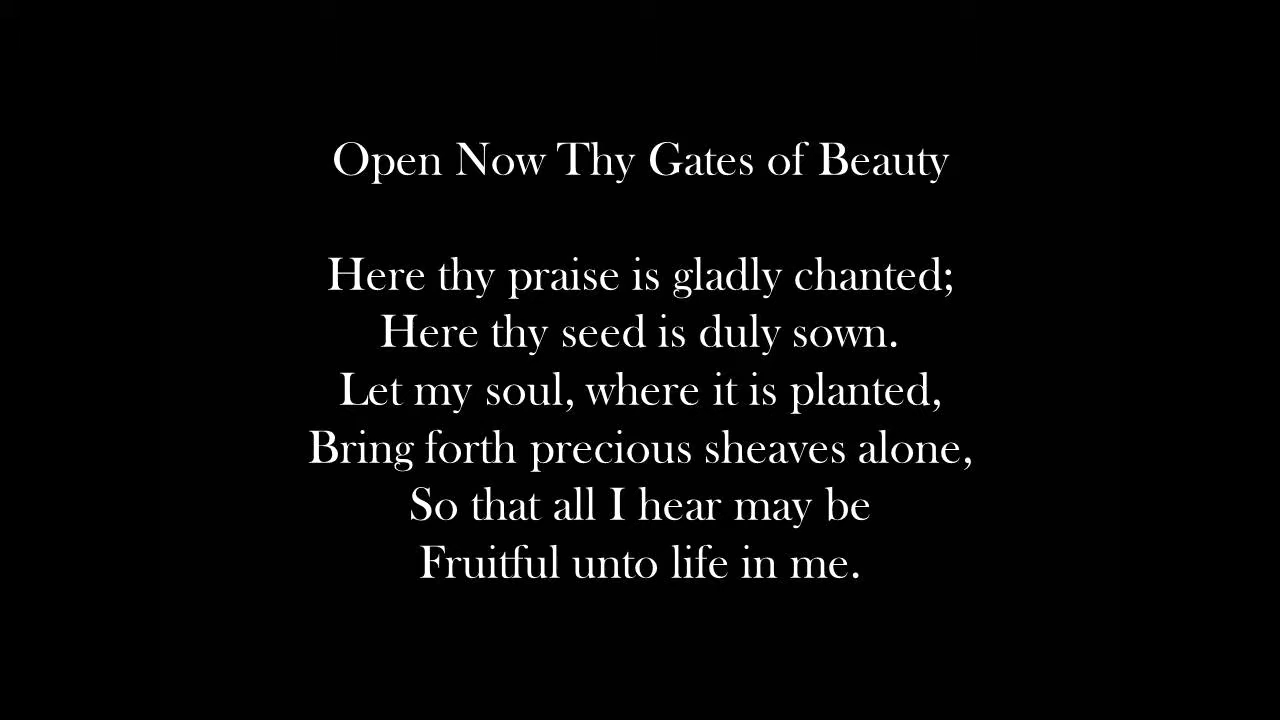 Open Now Thy Gates of Beauty
Here thy praise is gladly chanted;
Here thy seed is duly sown.
Let my soul, where it is planted,
Bring forth precious sheaves alone,
So that all I hear may be
Fruitful unto life in me.